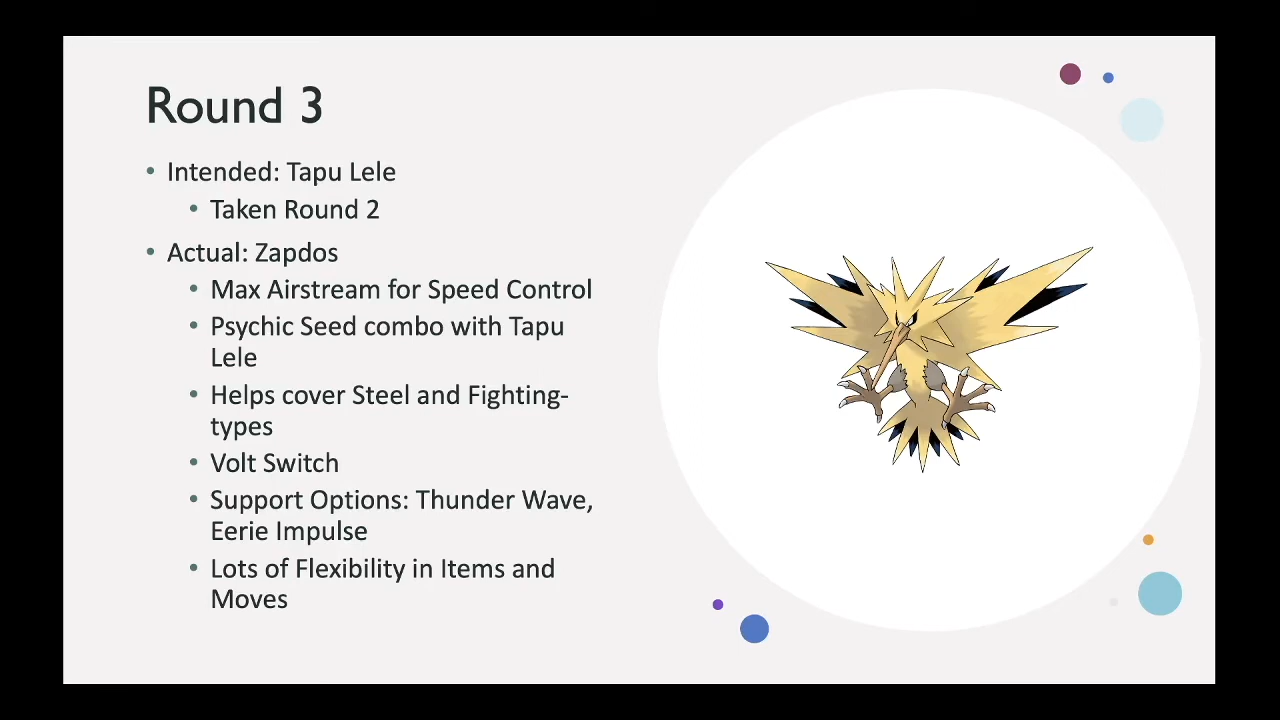 Round 3
• Intended: Tapu Lele
• Taken Round 2
• Actual: Zapdos
• Max Airstream for Speed Control
• Psychic Seed combo with Tapu
Lele
• Helps cover Steel and Fighting-
types
• Volt Switch
• Support Options: Thunder Wave,
Eerie Impulse
• Lots of Flexibility in Items and
Moves